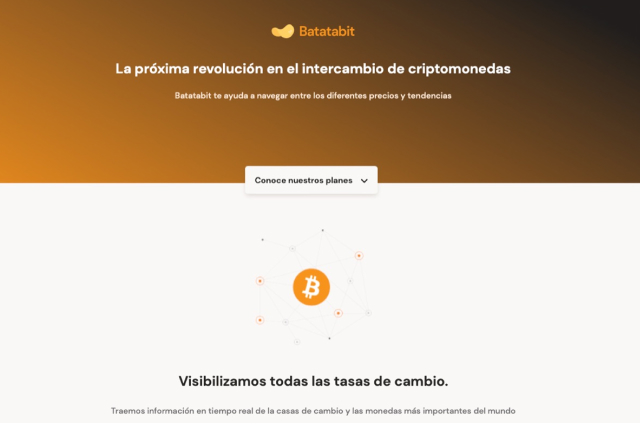 Batatabit
La próxima revolución en el intercambio de criptomonedas
Batatabit te ayuda a navegar entre los diferentes precios y tendencias
Conoce nuestros planes
Visibilizamos todas las tasas de cambio.
Traemos información en tiempo real de la casas de cambio y las monedas más importantes del mundo